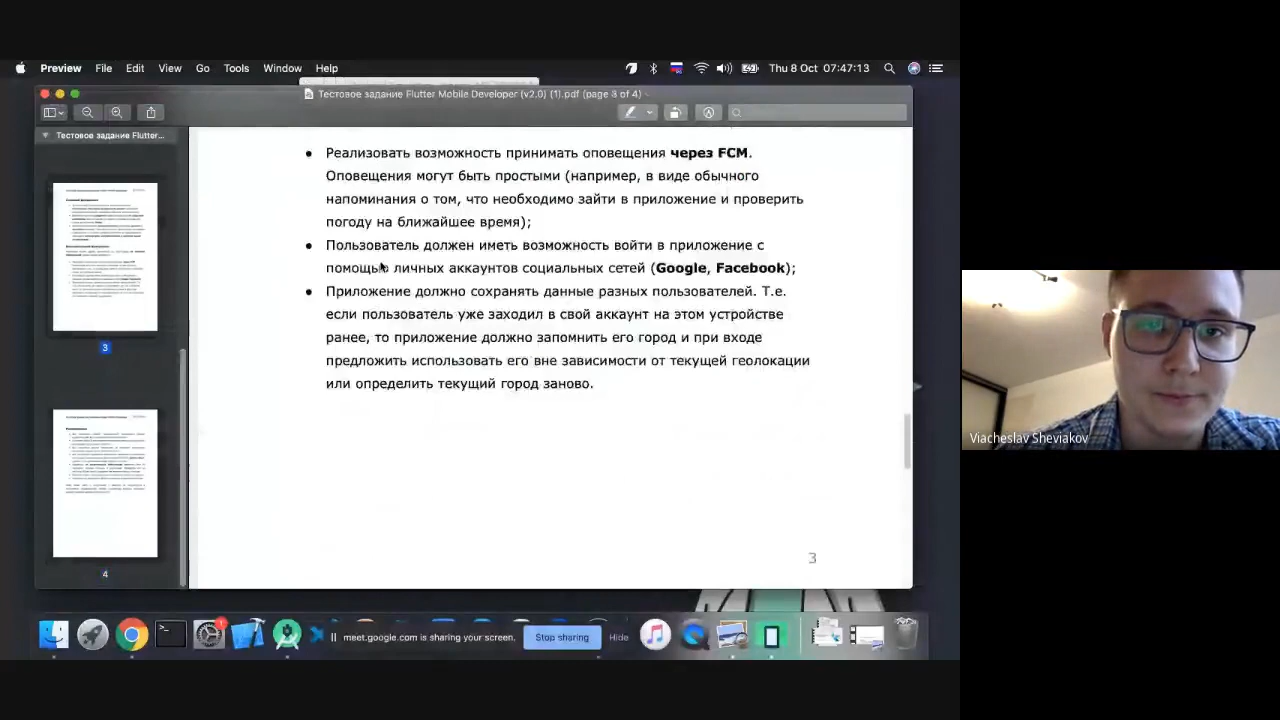 Preview File Edit View Go Tools Window Help
Thu 8 Oct 07:47:13
Тестовое задание Flutter Mobile Developer (v2.0) (1).pdf (page 3 of 4)
Тестовое задание Flutter...
3
4
● Реализовать возможность принимать оповещения через FCM.
Оповещения могут быть простыми (например, в виде обычного
напоминания о том, что необходимо зайти в приложение и проверить
погоду на ближайшее время);
● Пользователь должен иметь возможность войти в приложение с
помощью личных аккаунтов социальных сетей (Google, Facebook);
● Приложение должно сохранять данные разных пользователей. Т.е.
если пользователь уже заходил в свой аккаунт на этом устройстве
ранее, то приложение должно запомнить его город и при входе
предложить использовать его вне зависимости от текущей геолокации
или определить текущий город заново.
3
meet.google.com is sharing your screen. Stop sharing Hide
Viacheslav Sheviakov